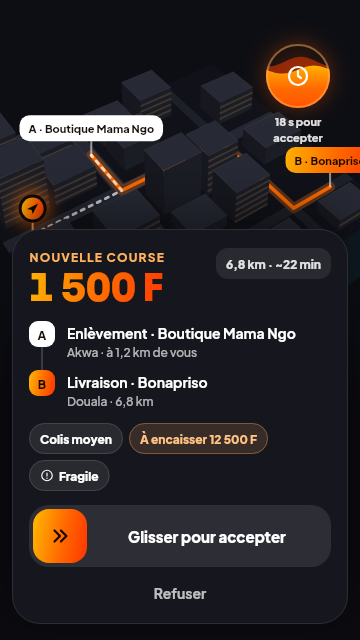 18 s pour
accepter
A · Boutique Mama Ngo
B · Bonapriso
NOUVELLE COURSE
1 500 F
6,8 km · ~22 min
A
Enlèvement · Boutique Mama Ngo
Akwa · à 1,2 km de vous
B
Livraison · Bonapriso
Douala · 6,8 km
Colis moyen
À encaisser 12 500 F
Fragile
Glisser pour accepter
Refuser